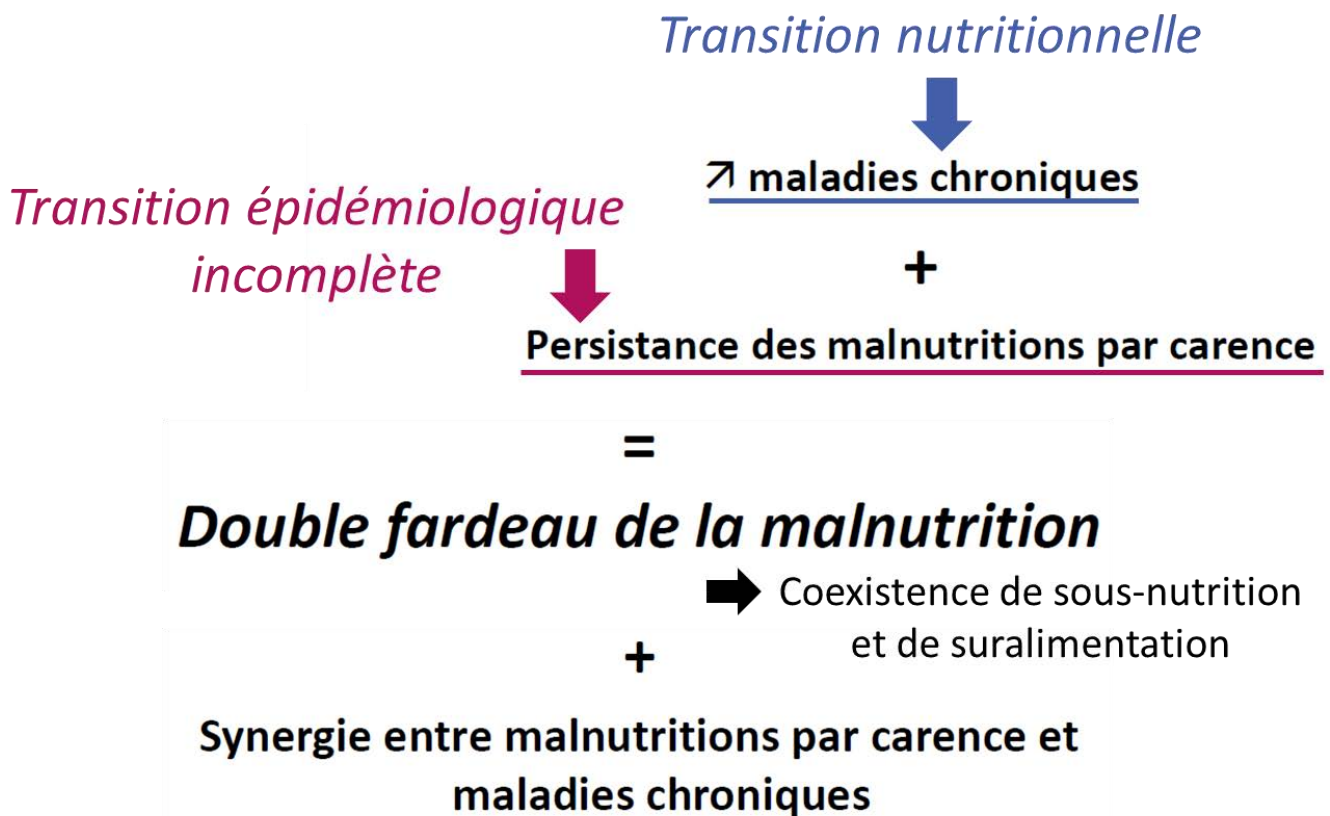 Transition nutritionnelle
↗ maladies chroniques
Transition épidémiologique
incomplète
+
Persistance des malnutritions par carence
=
Double fardeau de la malnutrition
Coexistence de sous-nutrition
et de suralimentation
+
Synergie entre malnutritions par carence et
maladies chroniques